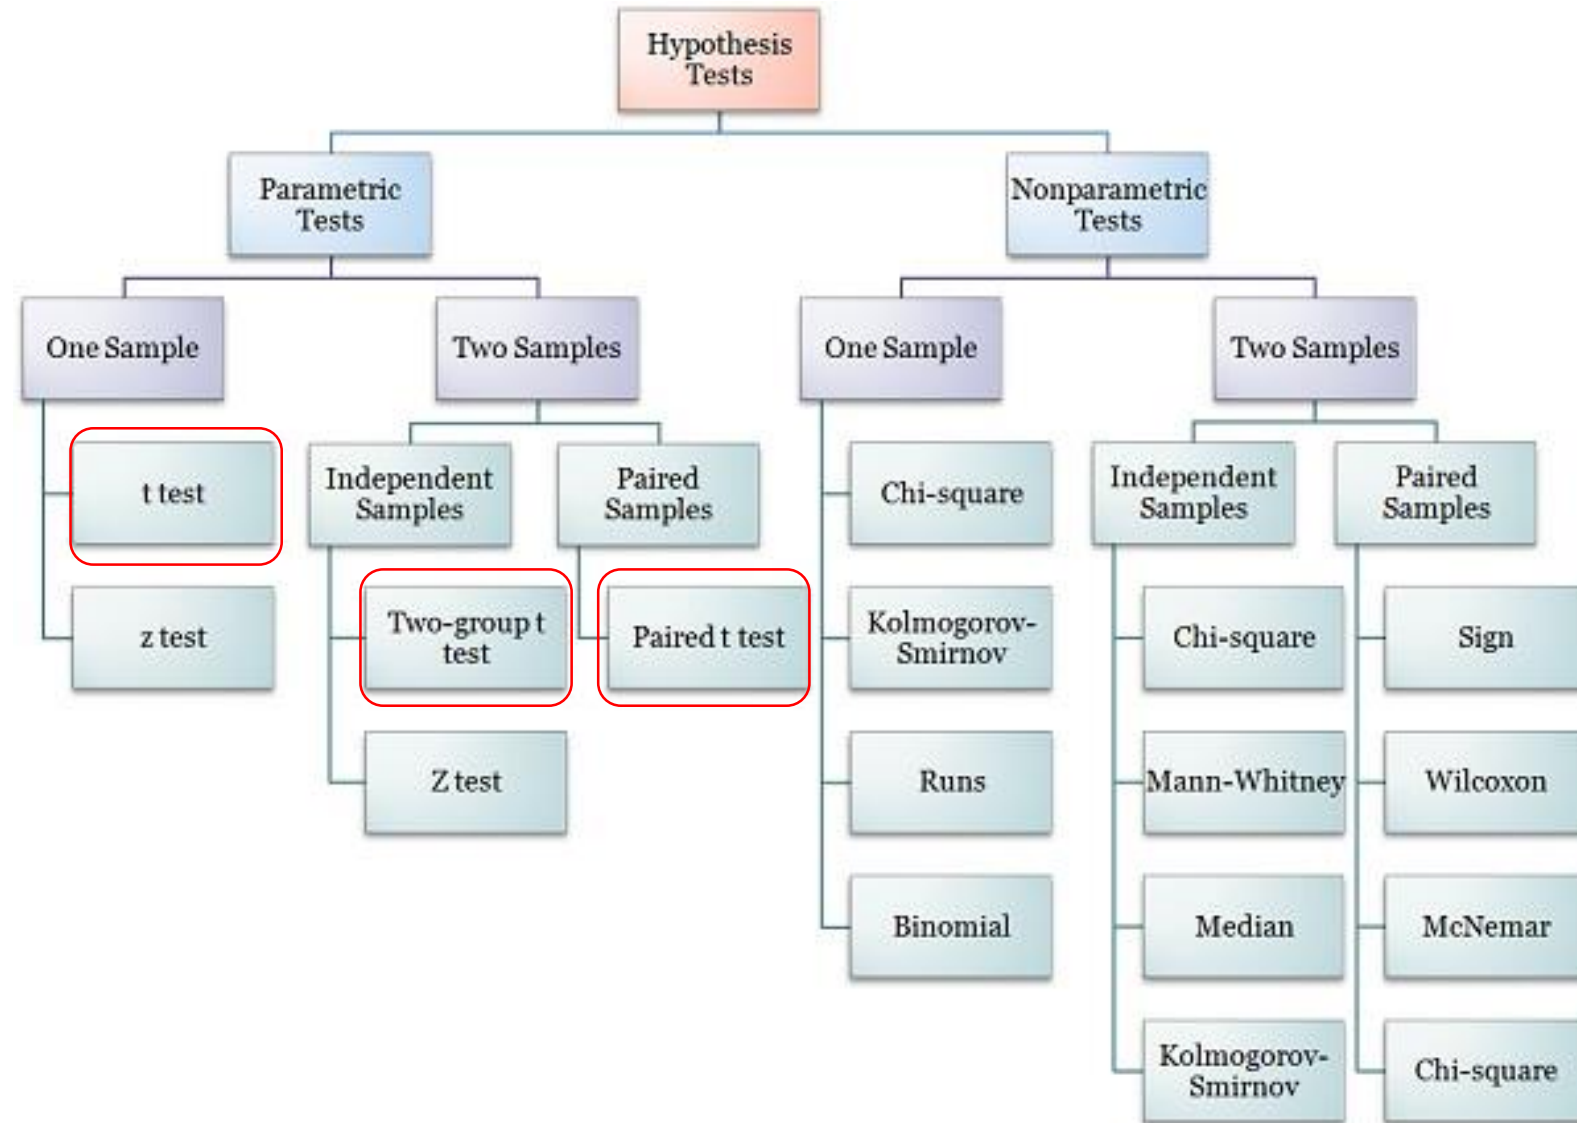 Hypothesis
Tests
Parametric
Tests
Nonparametric
Tests
One Sample
Two Samples
One Sample
Two Samples
t test
Independent
Samples
Paired
Samples
Chi-square
Independent
Samples
Paired
Samples
z test
Two-group t
test
Paired t test
Kolmogorov-
Smirnov
Chi-square
Sign
Z test
Runs
Mann-Whitney
Wilcoxon
Binomial
Median
McNemar
Kolmogorov-
Smirnov
Chi-square